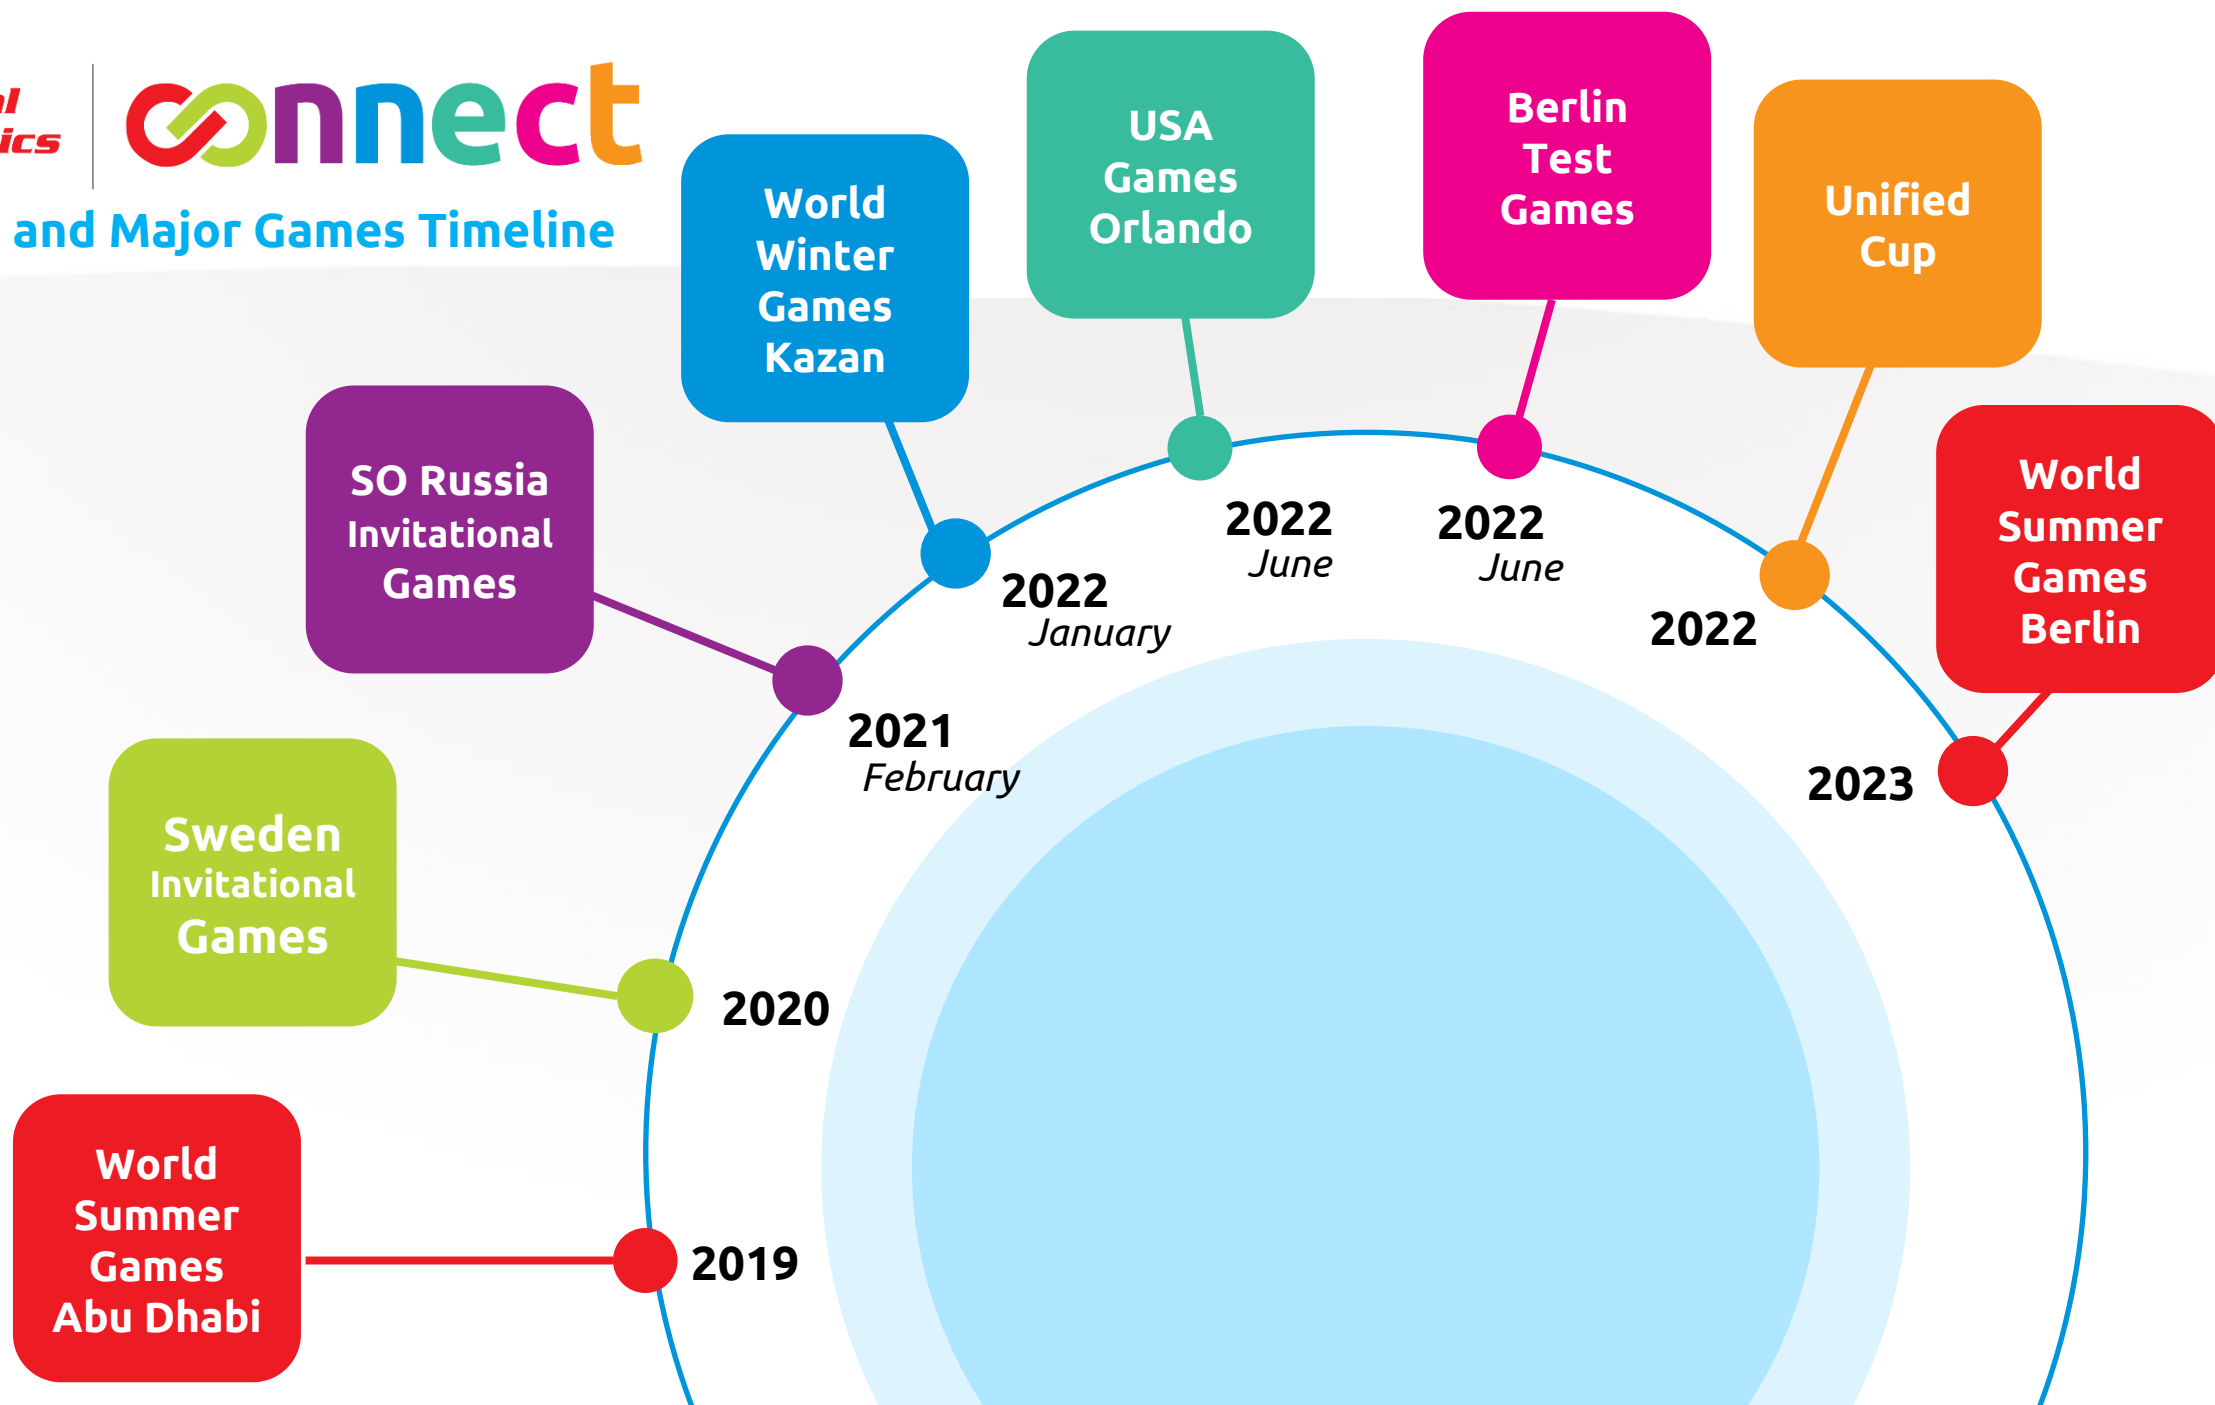 connect
and Major Games Timeline
World
Summer
Games
Abu Dhabi
2019
Sweden
Invitational
Games
2020
SO Russia
Invitational
Games
2021
February
World
Winter
Games
Kazan
2022
January
USA
Games
Orlando
2022
June
Berlin
Test
Games
2022
June
Unified
Cup
2022
World
Summer
Games
Berlin
2023